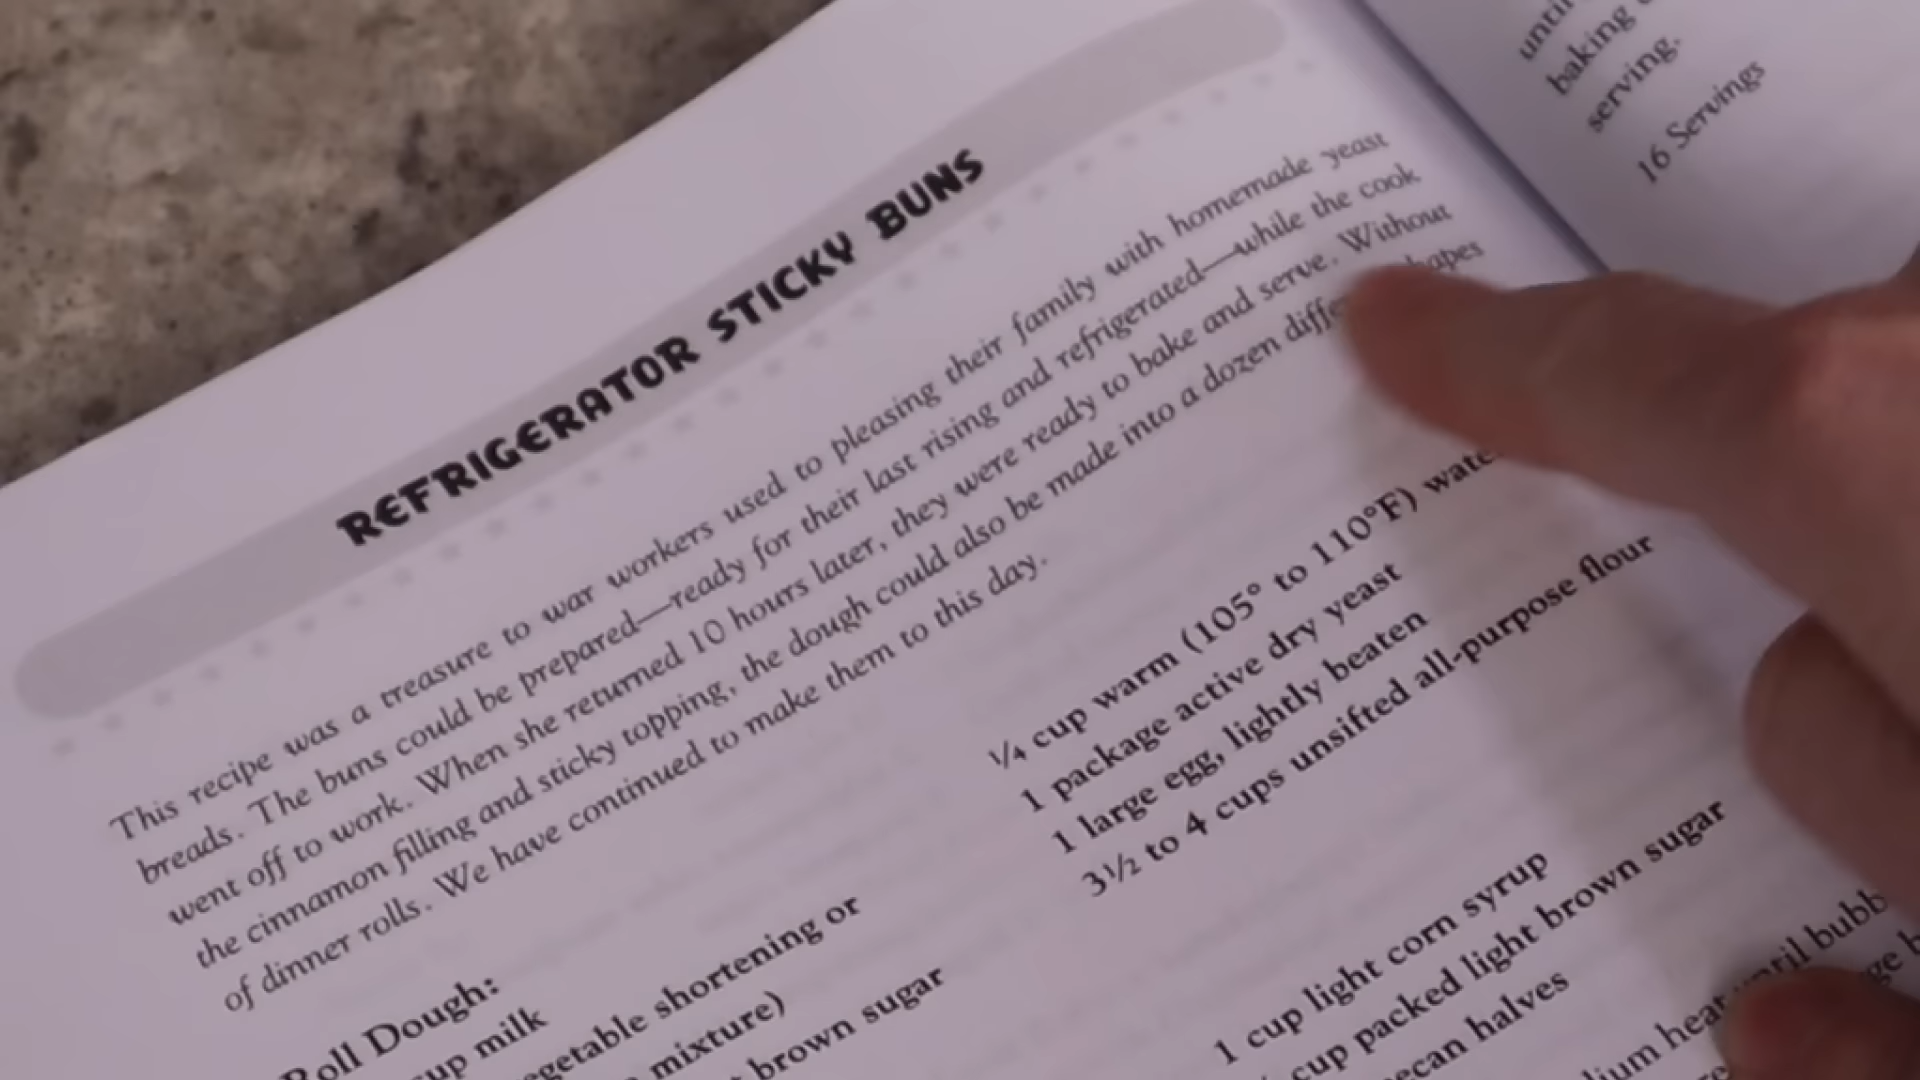 REFRIGERATOR STICKY BUNS
This recipe was a treasure to war workers used to pleasing their family with homemade yeast
breads. The buns could be prepared—ready for their last rising and refrigerated—while the cook
went off to work. When she returned 10 hours later, they were ready to bake and serve. Without
the cinnamon filling and sticky topping, the dough could also be made into a dozen
of dinner rolls. We have continued to make them to this day.
Roll Dough:
milk
shortening or
mixture)
brown sugar
1/4 cup warm (105° to 110°F)
1 package active dry yeast
1 large egg, lightly beaten
3 1/2 to 4 cups unsifted all-purpose flour
1 cup light corn syrup
cup packed light brown sugar
halves
heat until
baking
serving.
16 Servings